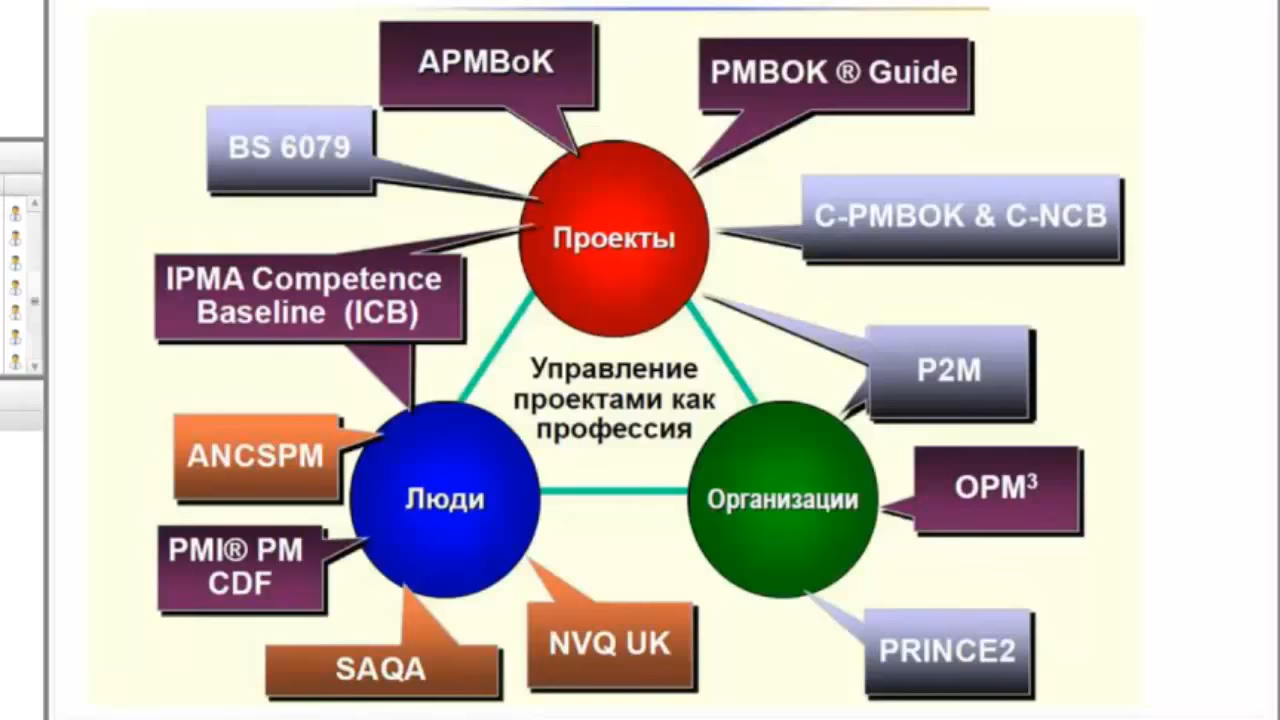 APMBoK
PMBOK ® Guide
BS 6079
C-PMBOK & C-NCB
Проекты
IPMA Competence
Baseline (ICB)
P2M
Управление
проектами как
профессия
ANCSPM
Люди
Организации
OPM³
PMI® PM
CDF
NVQ UK
PRINCE2
SAQA